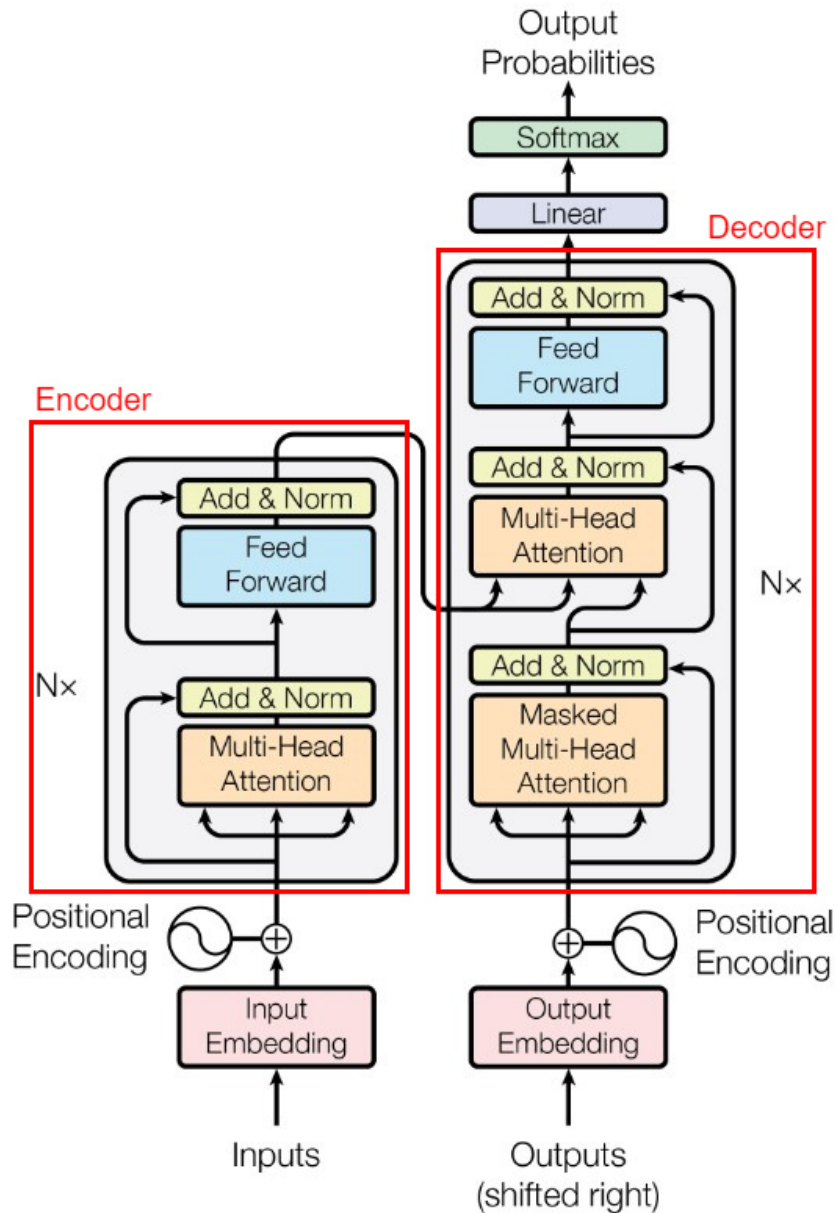 Output
Probabilities
Softmax
Linear
Decoder
Add & Norm
Feed
Forward
Add & Norm
Multi-Head
Attention
N×
Add & Norm
Masked
Multi-Head
Attention
Encoder
Add & Norm
Feed
Forward
N×
Add & Norm
Multi-Head
Attention
Positional
Encoding
Positional
Encoding
Input
Embedding
Output
Embedding
Inputs
Outputs
(shifted right)